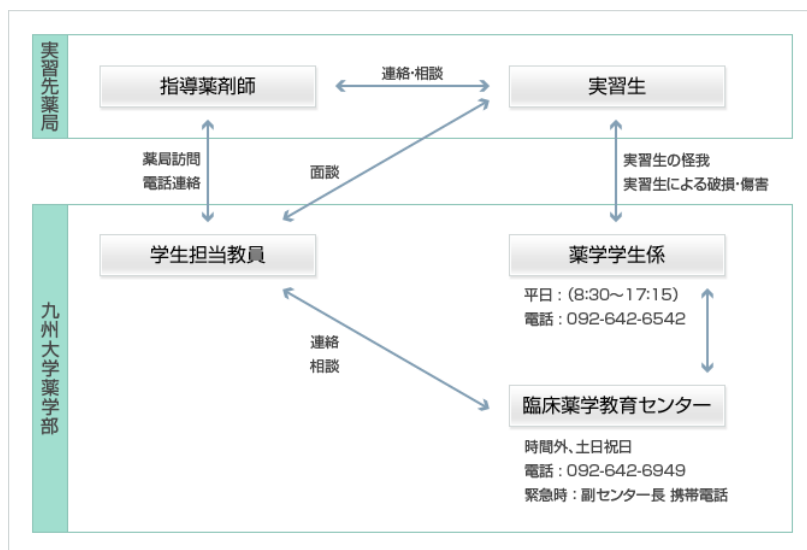 実習先薬局
指導薬剤師
連絡・相談
実習生
薬局訪問
電話連絡
面談
実習生の怪我
実習生による破損・傷害
九州大学薬学部
学生担当教員
薬学学生係
平日:(8:30～17:15)
電話:092-642-6542
連絡
相談
臨床薬学教育センター
時間外、土日祝日
電話:092-642-6949
緊急時:副センター長 携帯電話